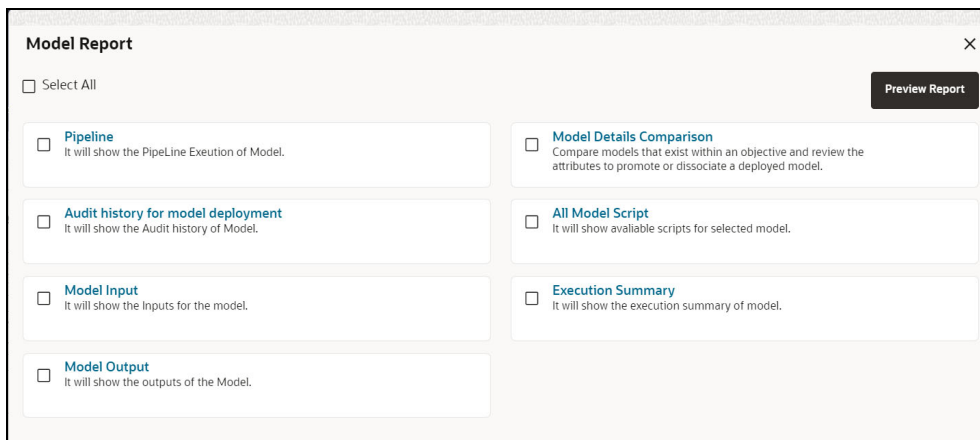 Model Report
Select All
Preview Report
Pipeline
It will show the PipeLine Exeution of Model.
Model Details Comparison
Compare models that exist within an objective and review the
attributes to promote or dissociate a deployed model.
Audit history for model deployment
It will show the Audit history of Model.
All Model Script
It will show avaliable scripts for selected model.
Model Input
It will show the Inputs for the model.
Execution Summary
It will show the execution summary of model.
Model Output
It will show the outputs of the Model.